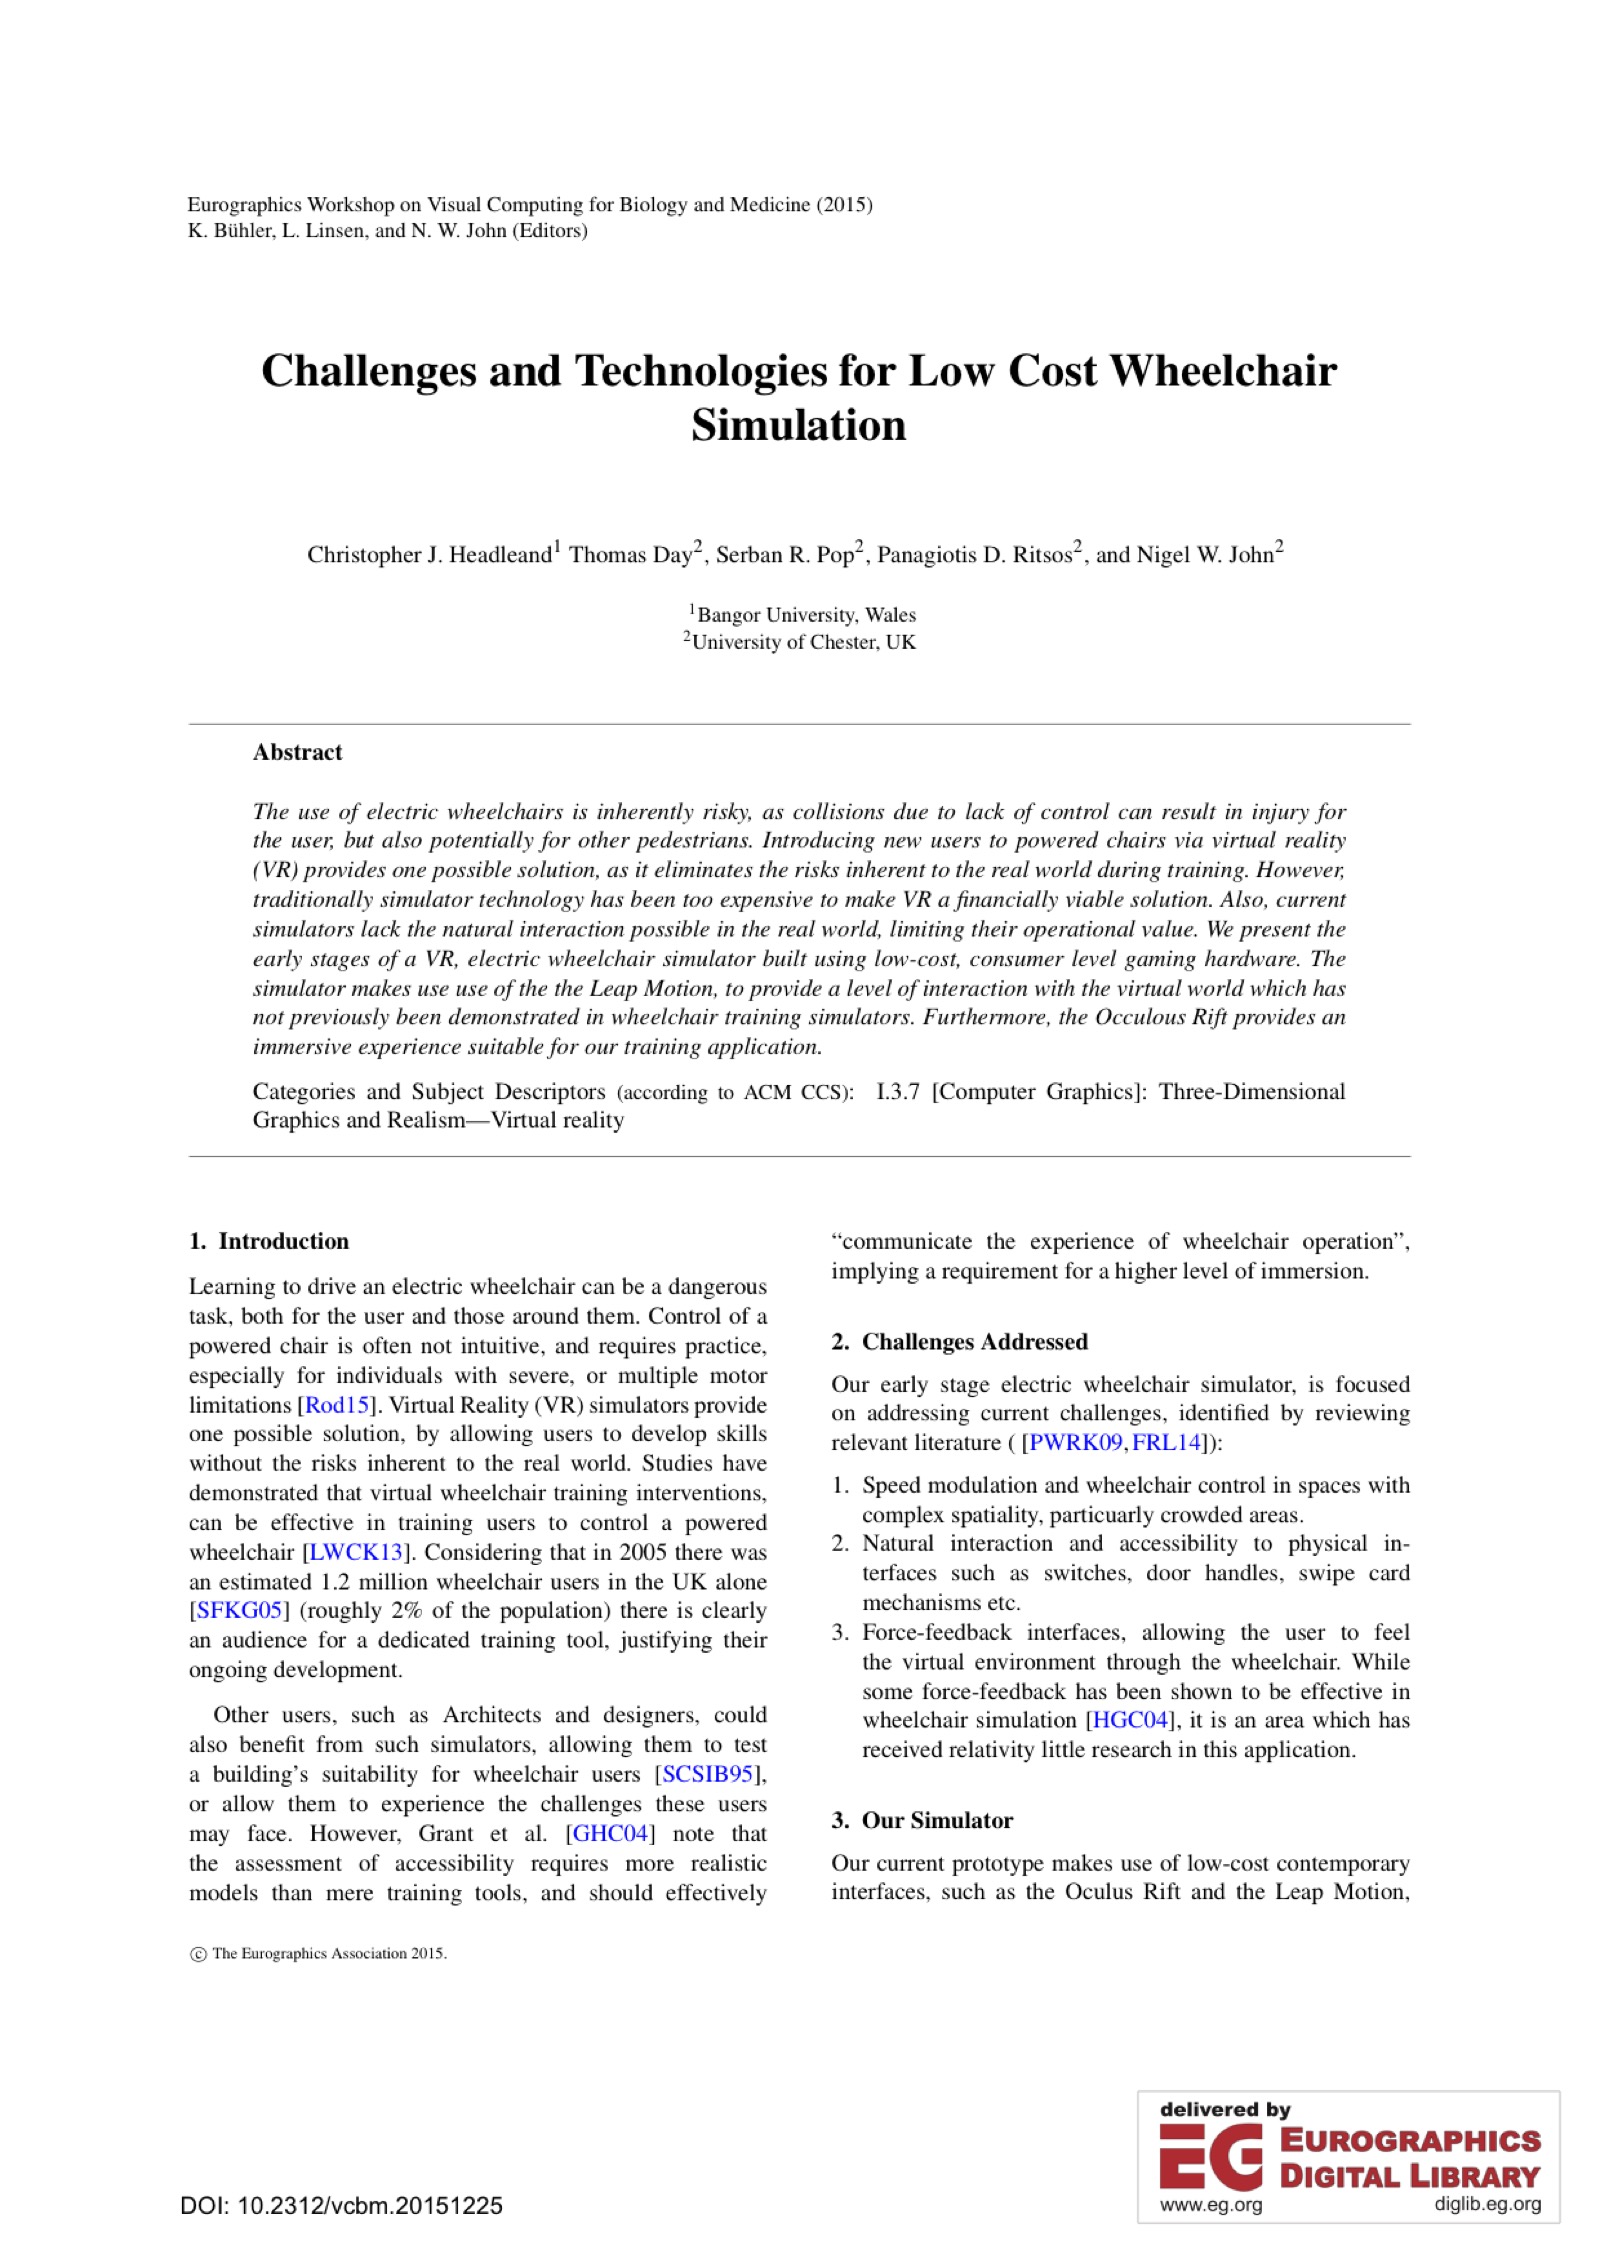 Eurographics Workshop on Visual Computing for Biology and Medicine (2015)
K. Bühler, L. Linsen, and N. W. John (Editors)
Challenges and Technologies for Low Cost Wheelchair
Simulation
Christopher J. Headleand1 Thomas Day2, Serban R. Pop2, Panagiotis D. Ritsos2, and Nigel W. John2
1Bangor University, Wales
2University of Chester, UK
Abstract
The use of electric wheelchairs is inherently risky, as collisions due to lack of control can result in injury for
the user, but also potentially for other pedestrians. Introducing new users to powered chairs via virtual reality
(VR) provides one possible solution, as it eliminates the risks inherent to the real world during training. However,
traditionally simulator technology has been too expensive to make VR a financially viable solution. Also, current
simulators lack the natural interaction possible in the real world, limiting their operational value. We present the
early stages of a VR, electric wheelchair simulator built using low-cost, consumer level gaming hardware. The
simulator makes use use of the the Leap Motion, to provide a level of interaction with the virtual world which has
not previously been demonstrated in wheelchair training simulators. Furthermore, the Occulous Rift provides an
immersive experience suitable for our training application.
Categories and Subject Descriptors (according to ACM CCS): I.3.7 [Computer Graphics]: Three-Dimensional
Graphics and Realism—Virtual reality
1. Introduction
Learning to drive an electric wheelchair can be a dangerous
task, both for the user and those around them. Control of a
powered chair is often not intuitive, and requires practice,
especially for individuals with severe, or multiple motor
limitations [Rod15]. Virtual Reality (VR) simulators provide
one possible solution, by allowing users to develop skills
without the risks inherent to the real world. Studies have
demonstrated that virtual wheelchair training interventions,
can be effective in training users to control a powered
wheelchair [LWCK13]. Considering that in 2005 there was
an estimated 1.2 million wheelchair users in the UK alone
[SFKG05] (roughly 2% of the population) there is clearly
an audience for a dedicated training tool, justifying their
ongoing development.
Other users, such as Architects and designers, could
also benefit from such simulators, allowing them to test
a building's suitability for wheelchair users [SCSIB95],
or allow them to experience the challenges these users
may face. However, Grant et al. [GHC04] note that
the assessment of accessibility requires more realistic
models than mere training tools, and should effectively
“communicate the experience of wheelchair operation”,
implying a requirement for a higher level of immersion.
2. Challenges Addressed
Our early stage electric wheelchair simulator, is focused
on addressing current challenges, identified by reviewing
relevant literature ( [PWRK09, FRL14]):
1. Speed modulation and wheelchair control in spaces with
complex spatiality, particuarly crowded areas.
2. Natural interaction and accessibility to physical in-
terfaces such as switches, door handles, swipe card
mechanisms etc.
3. Force-feedback interfaces, allowing the user to feel
the virtual environment through the wheelchair. While
some force-feedback has been shown to be effective in
wheelchair simulation [HGC04], it is an area which has
received relativity little research in this application.
3. Our Simulator
Our current prototype makes use of low-cost contemporary
interfaces, such as the Oculus Rift and the Leap Motion,
© The Eurographics Association 2015.
delivered by
EG EUROGRAPHICS
DIGITAL LIBRARY
www.eg.org diglib.eg.org
DOI: 10.2312/vcbm.20151225